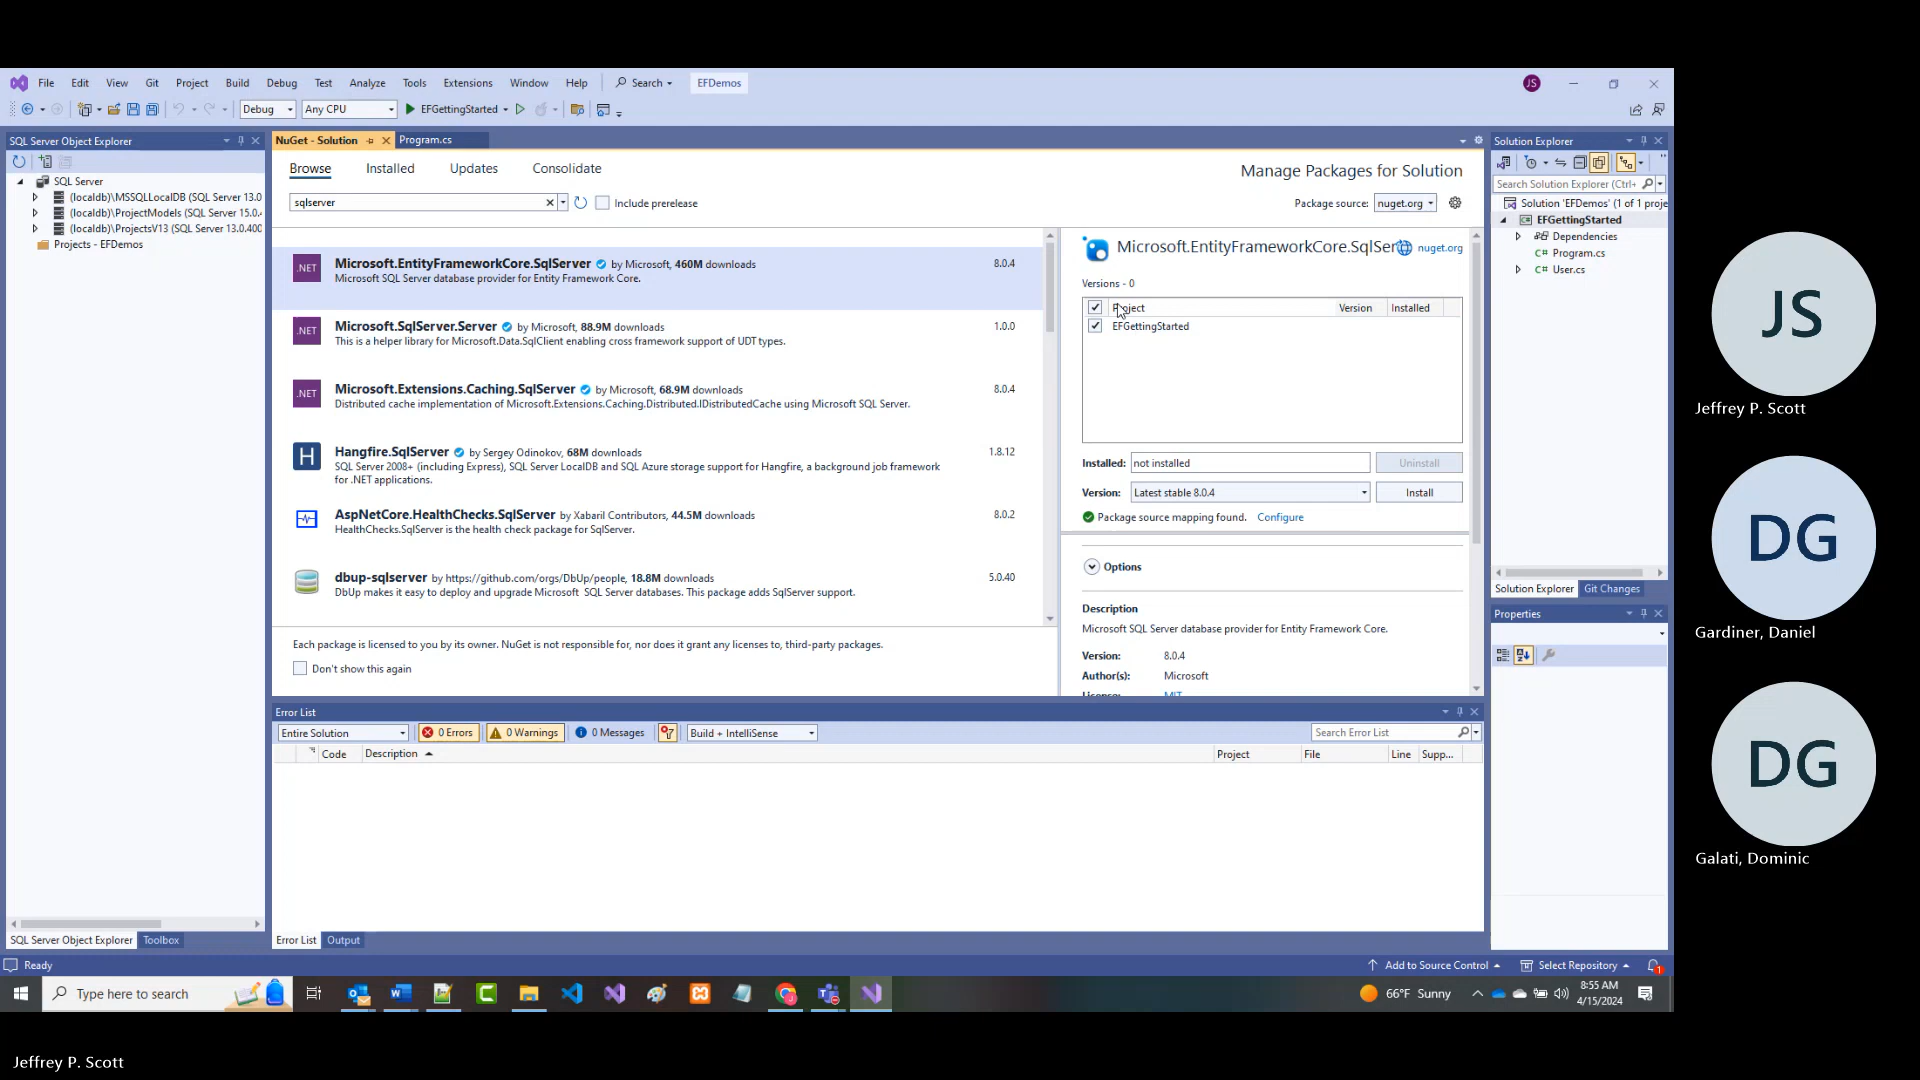 File Edit View Git Project Build Debug Test Analyze Tools Extensions Window Help Search EFDemos JS
Debug Any CPU EFGettingStarted
SQL Server Object Explorer
SQL Server
(localdb)\MSSQLLocalDB (SQL Server 13.0
(localdb)\ProjectModels (SQL Server 15.0.
(localdb)\ProjectsV13 (SQL Server 13.0.400
Projects - EFDemos
SQL Server Object Explorer Toolbox
NuGet - Solution Program.cs
Browse Installed Updates Consolidate
Manage Packages for Solution
sqlserver Include prerelease
Package source: nuget.org
.NET Microsoft.EntityFrameworkCore.SqlServer by Microsoft, 460M downloads 8.0.4
Microsoft SQL Server database provider for Entity Framework Core.
.NET Microsoft.SqlServer.Server by Microsoft, 88.9M downloads 1.0.0
This is a helper library for Microsoft.Data.SqlClient enabling cross framework support of UDT types.
.NET Microsoft.Extensions.Caching.SqlServer by Microsoft, 68.9M downloads 8.0.4
Distributed cache implementation of Microsoft.Extensions.Caching.Distributed.IDistributedCache using Microsoft SQL Server.
H Hangfire.SqlServer by Sergey Odinokov, 68M downloads 1.8.12
SQL Server 2008+ (including Express), SQL Server LocalDB and SQL Azure storage support for Hangfire, a background job framework
for .NET applications.
AspNetCore.HealthChecks.SqlServer by Xabaril Contributors, 44.5M downloads 8.0.2
HealthChecks.SqlServer is the health check package for SqlServer.
dbup-sqlserver by https://github.com/orgs/DbUp/people, 18.8M downloads 5.0.40
DbUp makes it easy to deploy and upgrade Microsoft SQL Server databases. This package adds SqlServer support.
Each package is licensed to you by its owner. NuGet is not responsible, nor does it grant any licenses to, third-party packages.
Don't show this again
Microsoft.EntityFrameworkCore.SqlSer nuget.org
Versions - 0
Project Version Installed
EFGettingStarted
Installed: not installed Uninstall
Version: Latest stable 8.0.4 Install
Package source mapping found. Configure
Options
Description
Microsoft SQL Server database provider for Entity Framework Core.
Version: 8.0.4
Author(s): Microsoft
License: MIT
Error List
Entire Solution 0 Errors 0 Warnings 0 Messages Build + IntelliSense Search Error List
Code Description Project File Line Supp...
Error List Output
Solution Explorer
Search Solution Explorer (Ctrl+
Solution 'EFDemos' (1 of 1 proje
EFGettingStarted
Dependencies
C# Program.cs
C# User.cs
Solution Explorer Git Changes
Properties
Ready Add to Source Control Select Repository 1
Type here to search 66°F Sunny 8:55 AM
4/15/2024
JS
Jeffrey P. Scott
DG
Gardiner, Daniel
DG
Galati, Dominic
Jeffrey P. Scott